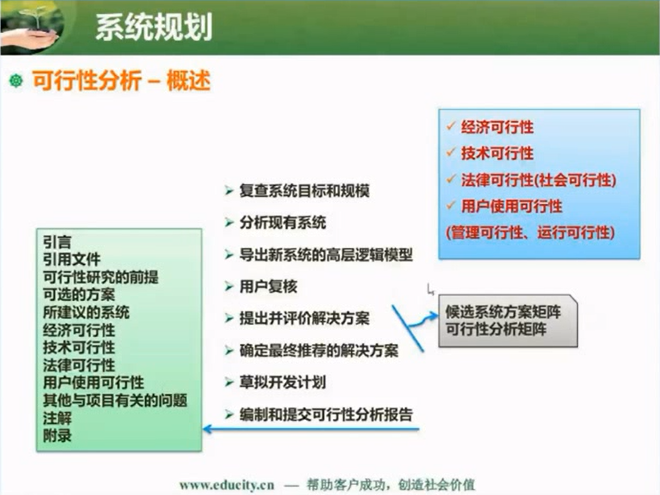 系统规划
可行性分析 – 概述
经济可行性
技术可行性
法律可行性(社会可行性)
用户使用可行性
(管理可行性、运行可行性)
复查系统目标和规模
分析现有系统
导出新系统的高层逻辑模型
用户复核
提出并评价解决方案
确定最终推荐的解决方案
草拟开发计划
编制和提交可行性分析报告
候选系统方案矩阵
可行性分析矩阵
引言
引用文件
可行性研究的前提
可选的方案
所建议的系统
经济可行性
技术可行性
法律可行性
用户使用可行性
其他与项目有关的问题
注解
附录
www.educity.cn — 帮助客户成功，创造社会价值